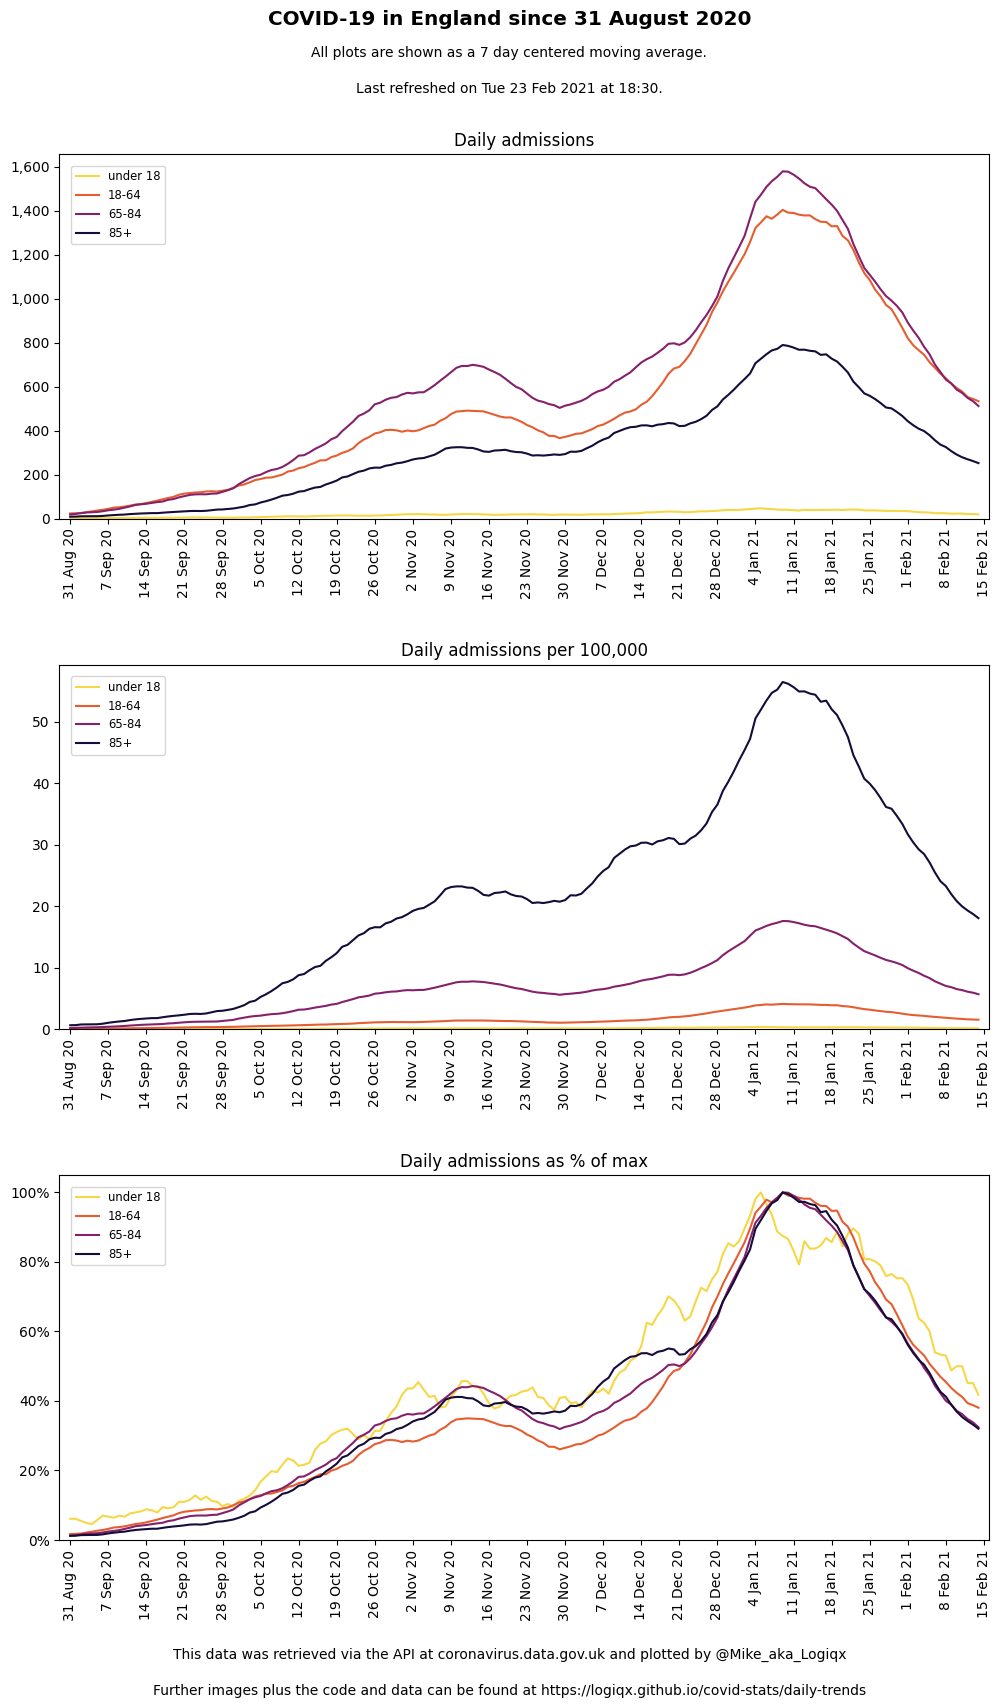 COVID-19 in England since 31 August 2020
All plots are shown as a 7 day centered moving average.
Last refreshed on Tue 23 Feb 2021 at 18:30.
Daily admissions
1,600
1,400
1,200
1,000
800
600
400
200
0
under 18
18-64
65-84
85+
31 Aug 20
7 Sep 20
14 Sep 20
21 Sep 20
28 Sep 20
5 Oct 20
12 Oct 20
19 Oct 20
26 Oct 20
2 Nov 20
9 Nov 20
16 Nov 20
23 Nov 20
30 Nov 20
7 Dec 20
14 Dec 20
21 Dec 20
28 Dec 20
4 Jan 21
11 Jan 21
18 Jan 21
25 Jan 21
1 Feb 21
8 Feb 21
15 Feb 21
Daily admissions per 100,000
50
40
30
20
10
0
under 18
18-64
65-84
85+
31 Aug 20
7 Sep 20
14 Sep 20
21 Sep 20
28 Sep 20
5 Oct 20
12 Oct 20
19 Oct 20
26 Oct 20
2 Nov 20
9 Nov 20
16 Nov 20
23 Nov 20
30 Nov 20
7 Dec 20
14 Dec 20
21 Dec 20
28 Dec 20
4 Jan 21
11 Jan 21
18 Jan 21
25 Jan 21
1 Feb 21
8 Feb 21
15 Feb 21
Daily admissions as % of max
100%
80%
60%
40%
20%
0%
under 18
18-64
65-84
85+
31 Aug 20
7 Sep 20
14 Sep 20
21 Sep 20
28 Sep 20
5 Oct 20
12 Oct 20
19 Oct 20
26 Oct 20
2 Nov 20
9 Nov 20
16 Nov 20
23 Nov 20
30 Nov 20
7 Dec 20
14 Dec 20
21 Dec 20
28 Dec 20
4 Jan 21
11 Jan 21
18 Jan 21
25 Jan 21
1 Feb 21
8 Feb 21
15 Feb 21
This data was retrieved via the API at coronavirus.data.gov.uk and plotted by @Mike_aka_Logiqx
Further images plus the code and data can be found at https://logiqx.github.io/covid-stats/daily-trends